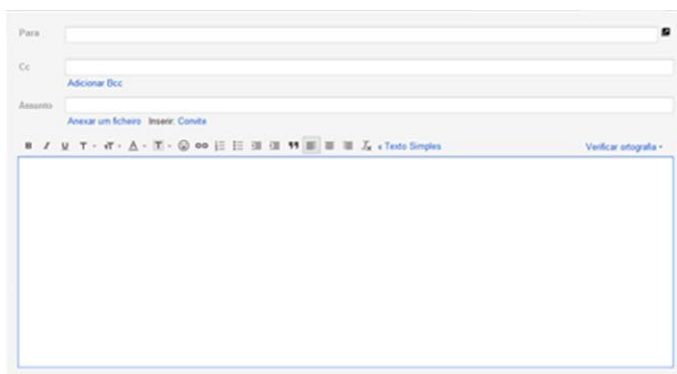 Para
Cc
Adicionar Bcc
Assunto
Anexar um ficheiro Inserir: Convite
B I U T T A T « Texto Simples Verificar ortografia